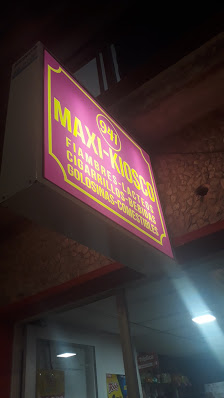 941
MAXI-KIOSCO
FIAMBRES-LACTEOS
CIGARRILLOS-BEBIDAS
GOLOSINAS-COMESTIBLES